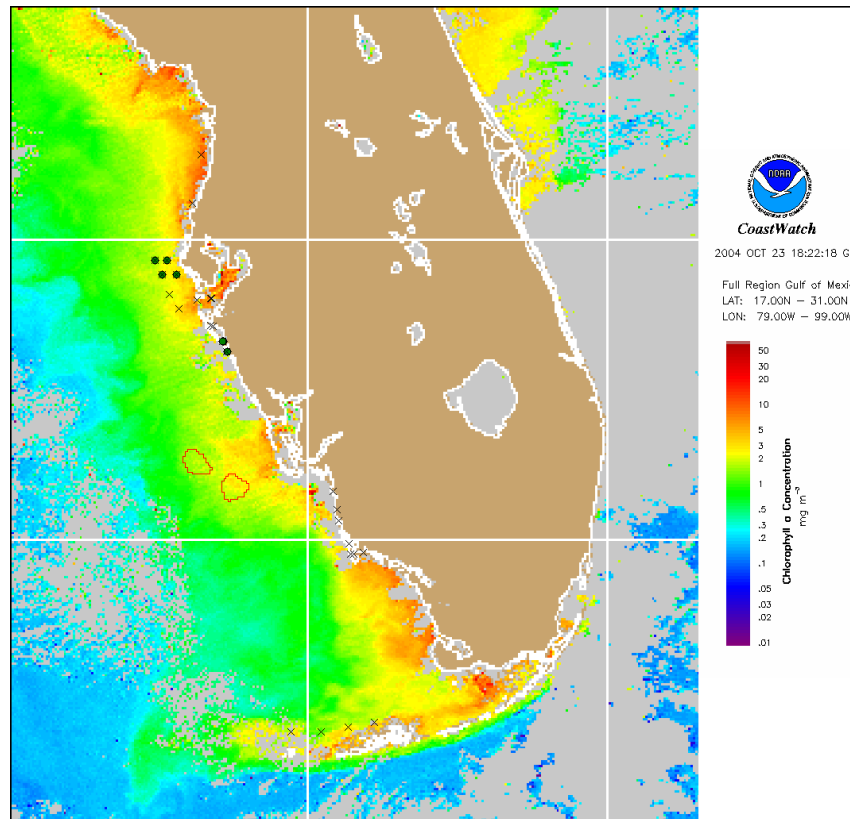 NOAA
CoastWatch
2004 OCT 23 18:22:18 G
Full Region Gulf of Mexic
LAT: 17.00N – 31.00N
LON: 79.00W – 99.00W
50
30
20
10
5
3
2
1
.5
.3
.2
.1
.05
.03
.02
.01
Chlorophyll a Concentration
mg m⁻³